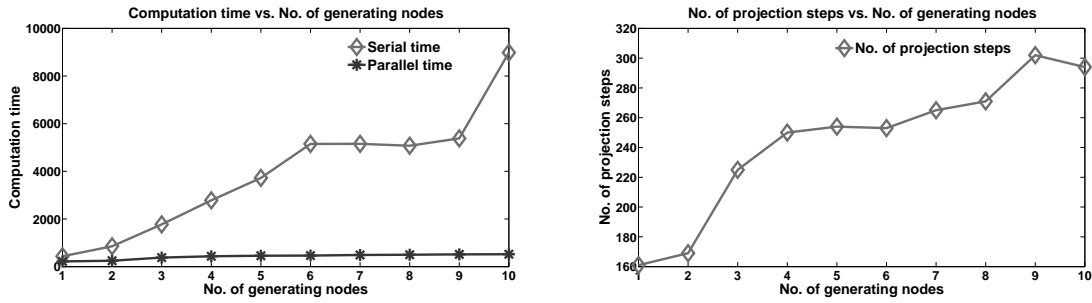 Computation time vs. No. of generating nodes
10000
8000
6000
4000
2000
0
Computation time
Serial time
Parallel time
1 2 3 4 5 6 7 8 9 10
No. of generating nodes
No. of projection steps vs. No. of generating nodes
320
300
280
260
240
220
200
180
160
No. of projection steps
No. of projection steps
1 2 3 4 5 6 7 8 9 10
No. of generating nodes